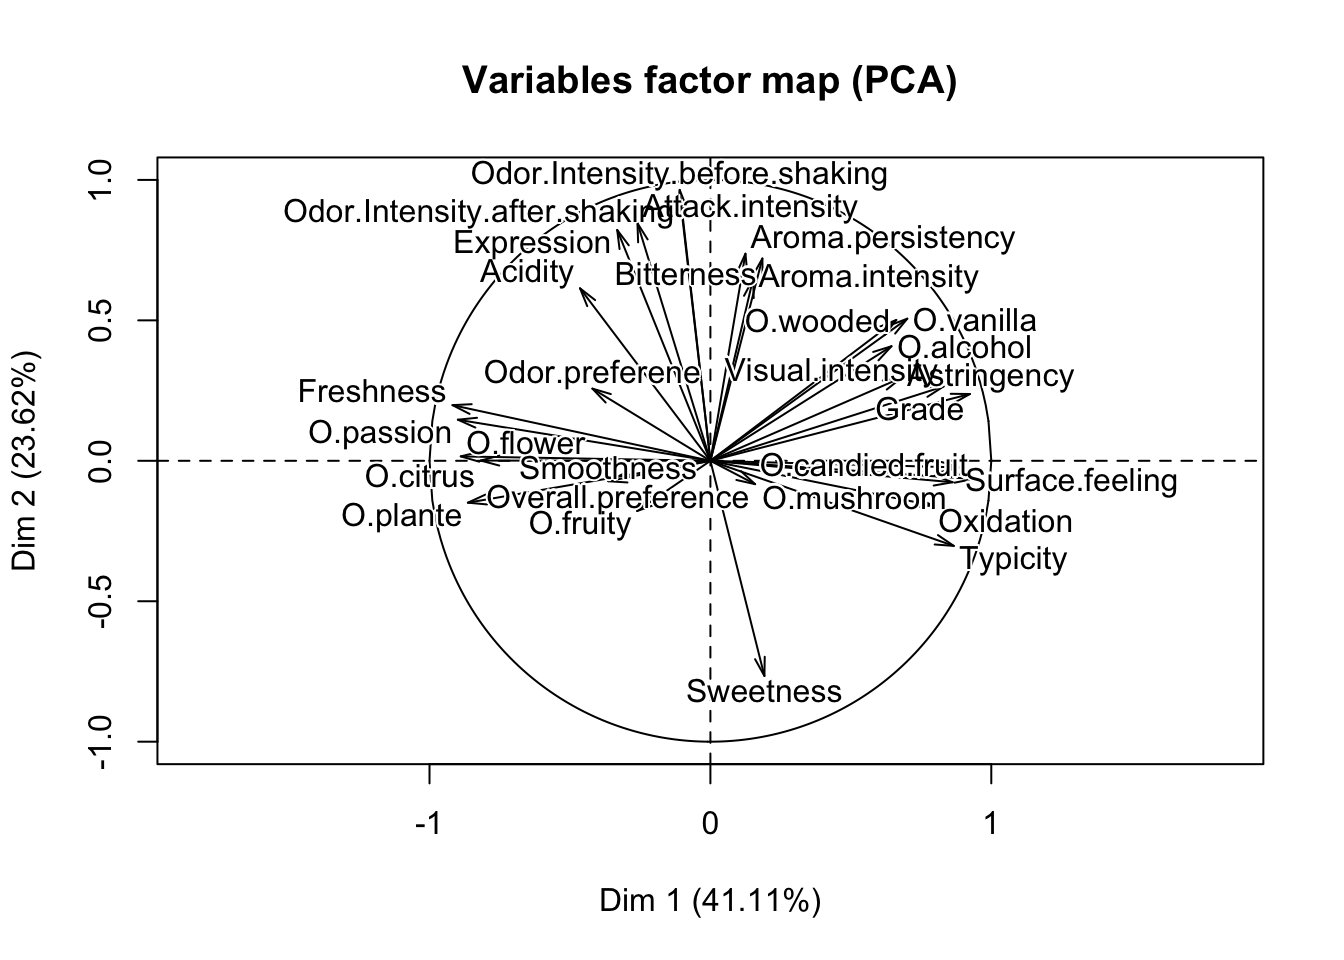 Variables factor map (PCA)
1.0
Odor.Intensity.before.shaking
Odor.Intensity.after.shaking
Attack.intensity
Expression
Aroma.persistency
Acidity
Bitterness
Aroma.intensity
0.5
O.wooded
O.vanilla
O.alcohol
Odor.preferene
Visual.intensity
Astringency
Freshness
Grade
O.passion
O.flower
0.0
Smoothness
O.candied.fruit
O.citrus
Surface.feeling
Overall.preference
O.mushroom
O.plante
O.fruity
Oxidation
Typicity
-0.5
Sweetness
-1.0
Dim 2 (23.62%)
-1
0
1
Dim 1 (41.11%)